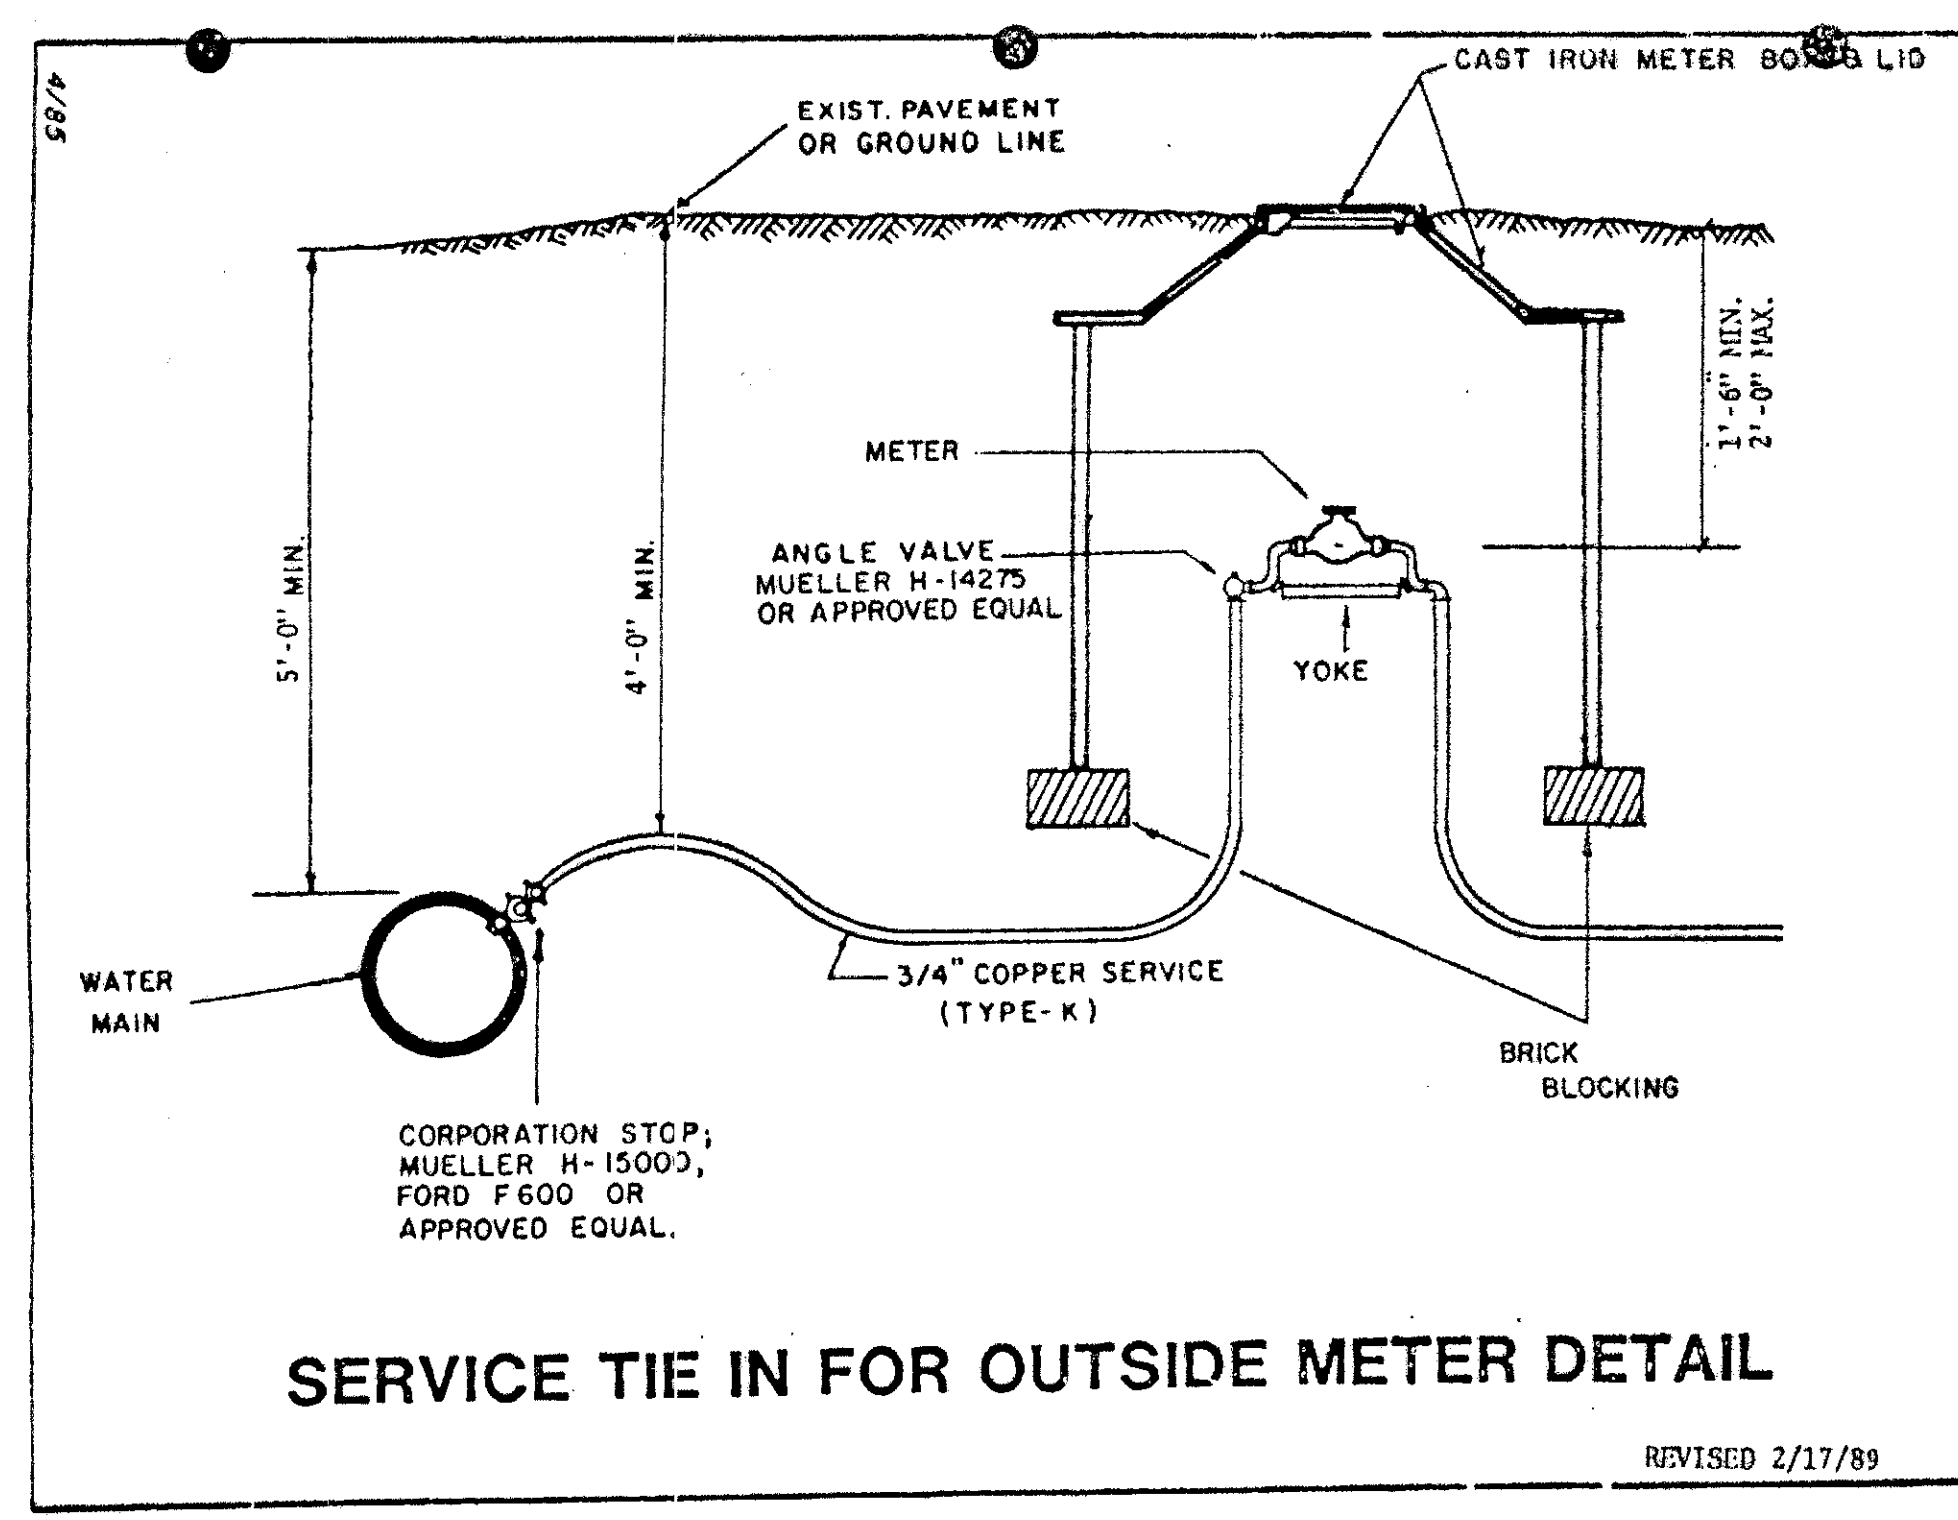 4/85
CAST IRON METER BOX & LID
EXIST. PAVEMENT
OR GROUND LINE
1'-6" MIN.
2'-0" MAX.
METER
ANGLE VALVE
MUELLER H-14275
OR APPROVED EQUAL
5'-0" MIN.
4'-0" MIN.
YOKE
WATER
MAIN
3/4" COPPER SERVICE
(TYPE-K)
BRICK
BLOCKING
CORPORATION STOP;
MUELLER H-15000,
FORD F600 OR
APPROVED EQUAL.
SERVICE TIE IN FOR OUTSIDE METER DETAIL
REVISED 2/17/89